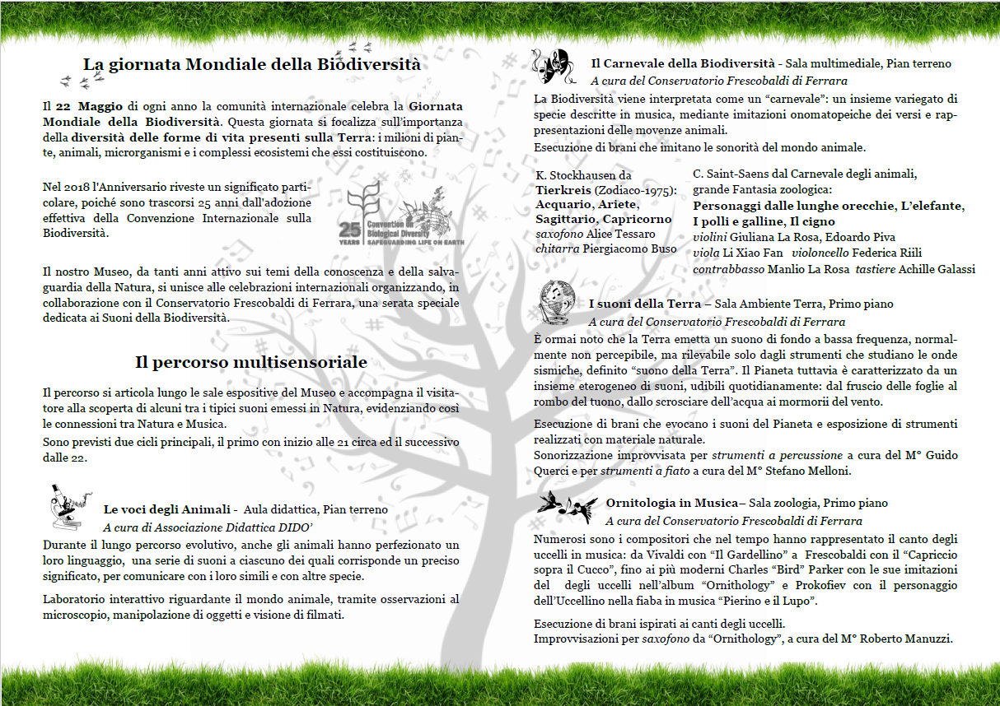 La giornata Mondiale della Biodiversità
Il 22 Maggio di ogni anno la comunità internazionale celebra la Giornata
Mondiale della Biodiversità. Questa giornata si focalizza sull'importanza
della diversità delle forme di vita presenti sulla Terra: i milioni di pian-
te, animali, microrganismi e i complessi ecosistemi che essi costituiscono.
Nel 2018 l'Anniversario riveste un significato parti-
colare, poiché sono trascorsi 25 anni dall'adozione
effettiva della Convenzione Internazionale sulla
Biodiversità.
25 YEARS
Convention on
Biological Diversity
SAFEGUARDING LIFE ON EARTH
Il nostro Museo, da tanti anni attivo sui temi della conoscenza e della salva-
guardia della Natura, si unisce alle celebrazioni internazionali organizzando, in
collaborazione con il Conservatorio Frescobaldi di Ferrara, una serata speciale
dedicata ai Suoni della Biodiversità.
Il percorso multisensoriale
Il percorso si articola lungo le sale espositive del Museo e accompagna il visita-
tore alla scoperta di alcuni tra i tipici suoni emessi in Natura, evidenziando così
le connessioni tra Natura e Musica.
Sono previsti due cicli principali, il primo con inizio alle 21 circa ed il successivo
dalle 22.
Le voci degli Animali - Aula didattica, Pian terreno
A cura di Associazione Didattica DIDO'
Durante il lungo percorso evolutivo, anche gli animali hanno perfezionato un
loro linguaggio, una serie di suoni a ciascuno dei quali corrisponde un preciso
significato, per comunicare con i loro simili e con altre specie.
Laboratorio interattivo riguardante il mondo animale, tramite osservazioni al
microscopio, manipolazione di oggetti e visione di filmati.
Il Carnevale della Biodiversità - Sala multimediale, Pian terreno
A cura del Conservatorio Frescobaldi di Ferrara
La Biodiversità viene interpretata come un "carnevale": un insieme variegato di
specie descritte in musica, mediante imitazioni onomatopeiche dei versi e rap-
presentazioni delle movenze animali.
Esecuzione di brani che imitano le sonorità del mondo animale.
K. Stockhausen da
Tierkreis (Zodiaco-1975):
Acquario, Ariete,
Sagittario, Capricorno
saxofono Alice Tessaro
chitarra Piergiacomo Buso
C. Saint-Saens dal Carnevale degli animali,
grande Fantasia zoologica:
Personaggi dalle lunghe orecchie, L'elefante,
I polli e galline, Il cigno
violini Giuliana La Rosa, Edoardo Piva
viola Li Xiao Fan violoncello Federica Riili
contrabbasso Manlio La Rosa tastiere Achille Galassi
I suoni della Terra – Sala Ambiente Terra, Primo piano
A cura del Conservatorio Frescobaldi di Ferrara
È ormai noto che la Terra emetta un suono di fondo a bassa frequenza, normal-
mente non percepibile, ma rilevabile solo dagli strumenti che studiano le onde
sismiche, definito "suono della Terra". Il Pianeta tuttavia è caratterizzato da un
insieme eterogeneo di suoni, udibili quotidianamente: dal fruscio delle foglie al
rombo del tuono, dallo scrosciare dell'acqua ai mormorii del vento.
Esecuzione di brani che evocano i suoni del Pianeta e esposizione di strumenti
realizzati con materiale naturale.
Sonorizzazione improvvisata per strumenti a percussione a cura del M° Guido
Querci e per strumenti a fiato a cura del M° Stefano Melloni.
Ornitologia in Musica– Sala zoologia, Primo piano
A cura del Conservatorio Frescobaldi di Ferrara
Numerosi sono i compositori che nel tempo hanno rappresentato il canto degli
uccelli in musica: da Vivaldi con "Il Gardellino" a Frescobaldi con il "Capriccio
sopra il Cucco", fino ai più moderni Charles "Bird" Parker con le sue imitazioni
del degli uccelli nell'album "Ornithology" e Prokofiev con il personaggio
dell'Uccellino nella fiaba in musica "Pierino e il Lupo".
Esecuzione di brani ispirati ai canti degli uccelli.
Improvvisazioni per saxofono da "Ornithology", a cura del M° Roberto Manuzzi.